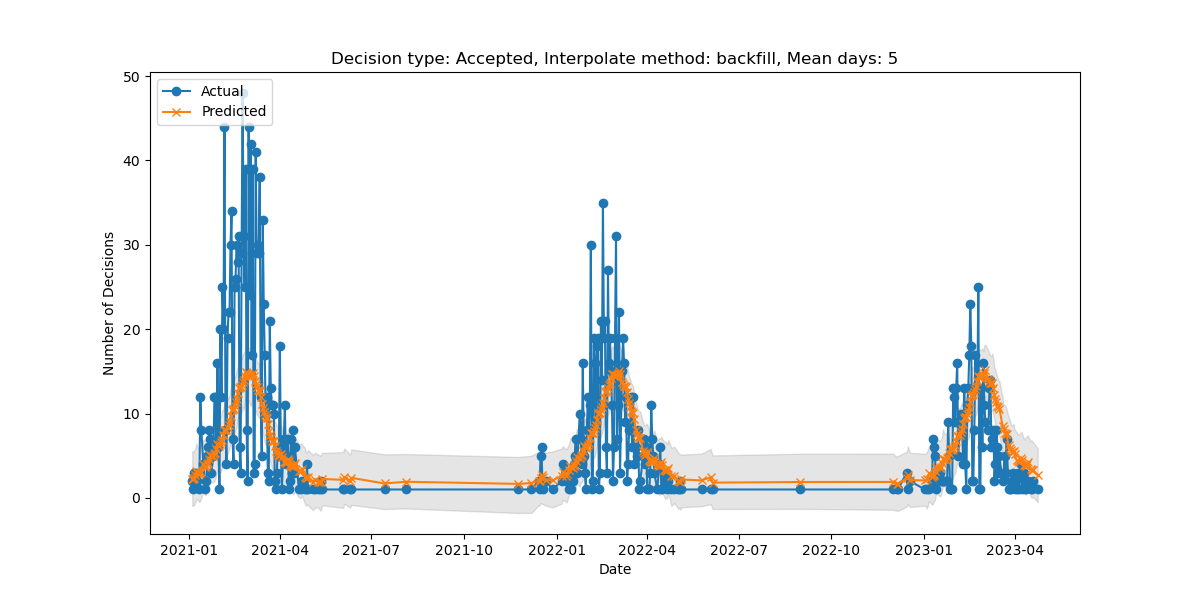 Decision type: Accepted, Interpolate method: backfill, Mean days: 5
Actual
Predicted
Number of Decisions
50
40
30
20
10
0
2021-01 2021-04 2021-07 2021-10 2022-01 2022-04 2022-07 2022-10 2023-01 2023-04
Date